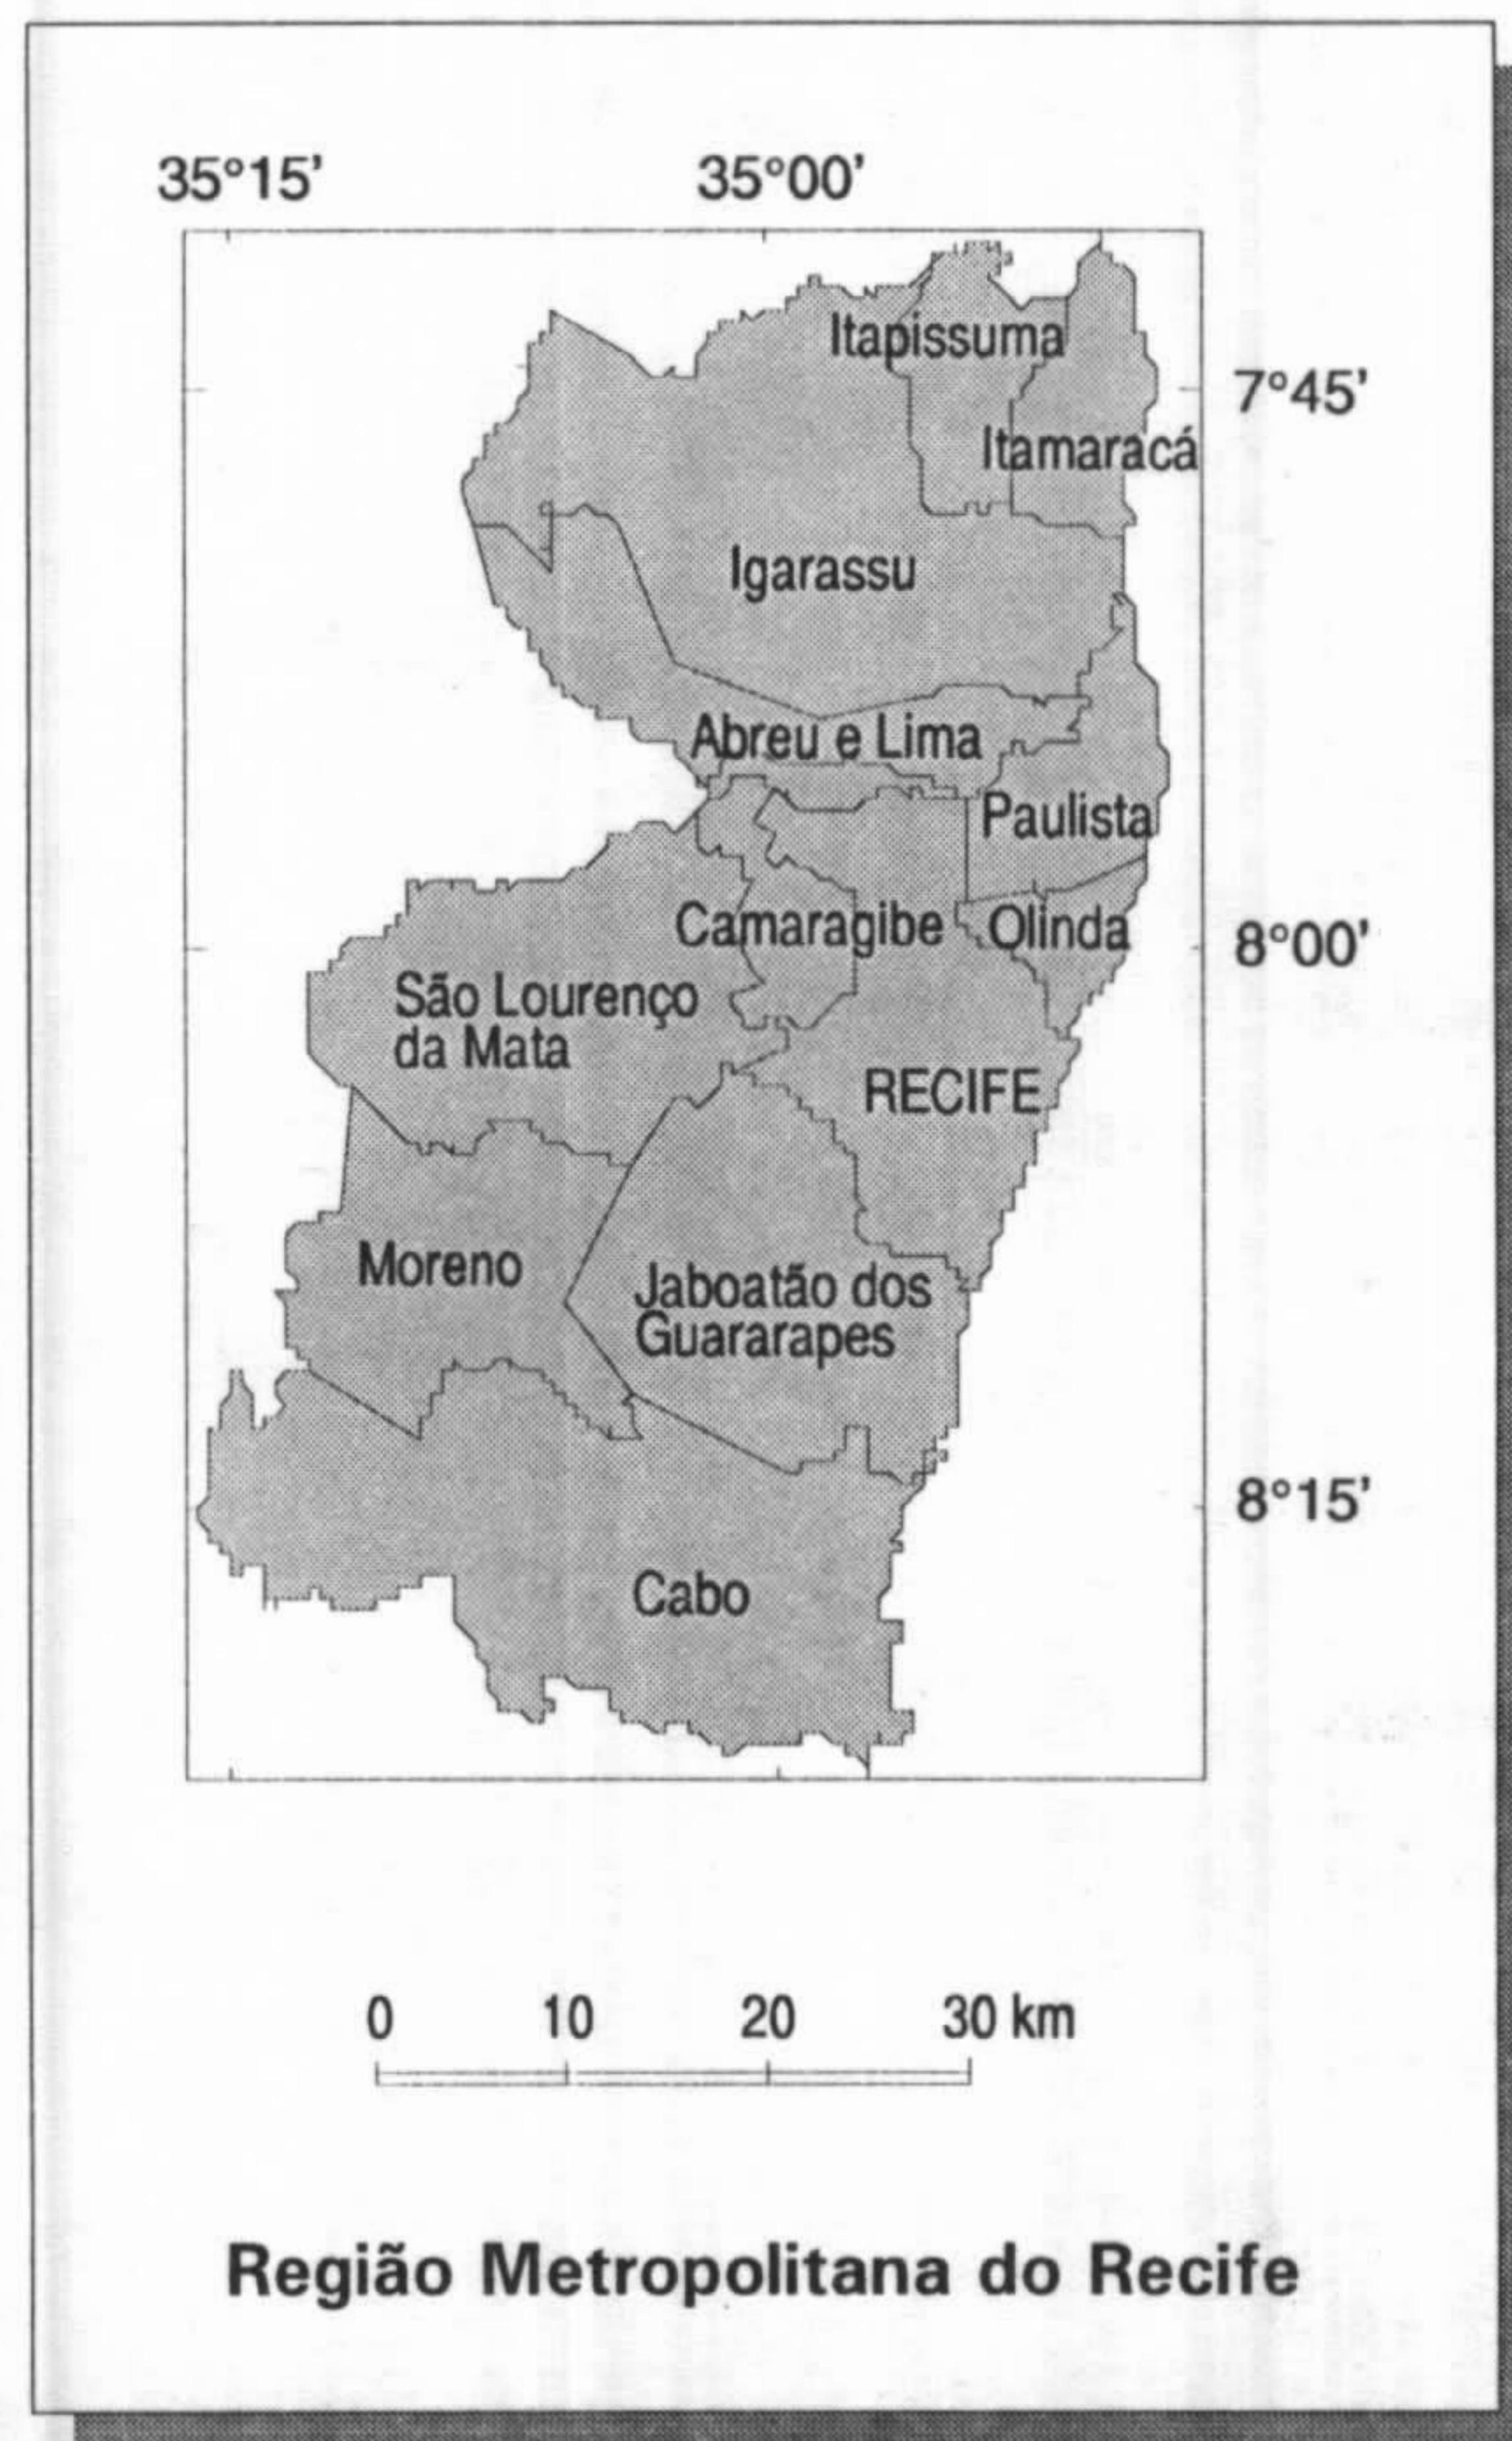 35°15' 35°00'
Itapissuma
7°45'
Itamaracá
Igarassu
Abreu e Lima
Paulista
Camaragibe
Olinda
8°00'
São Lourenço
da Mata
RECIFE
Moreno
Jaboatão dos
Guararapes
8°15'
Cabo
0 10 20 30 km
Região Metropolitana do Recife